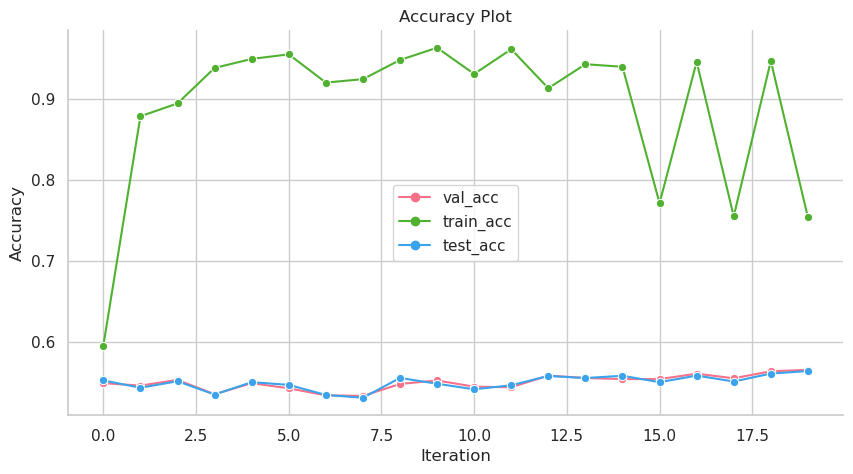 Accuracy Plot
Accuracy
0.9
0.8
0.7
0.6
val_acc
train_acc
test_acc
0.0 2.5 5.0 7.5 10.0 12.5 15.0 17.5
Iteration